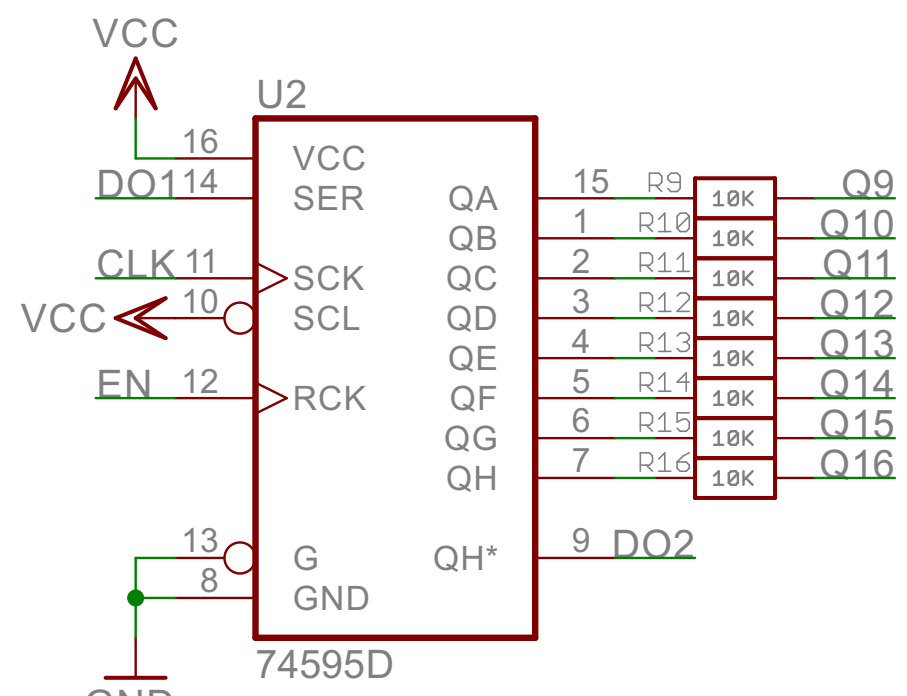 VCC
U2
16 VCC
DO1 14 SER QA 15 R9 10K Q9
QB 1 R10 10K Q10
CLK 11 SCK QC 2 R11 10K Q11
VCC 10 SCL QD 3 R12 10K Q12
QE 4 R13 10K Q13
EN 12 RCK QF 5 R14 10K Q14
QG 6 R15 10K Q15
QH 7 R16 10K Q16
13 G QH* 9 DO2
8 GND
74595D
GND